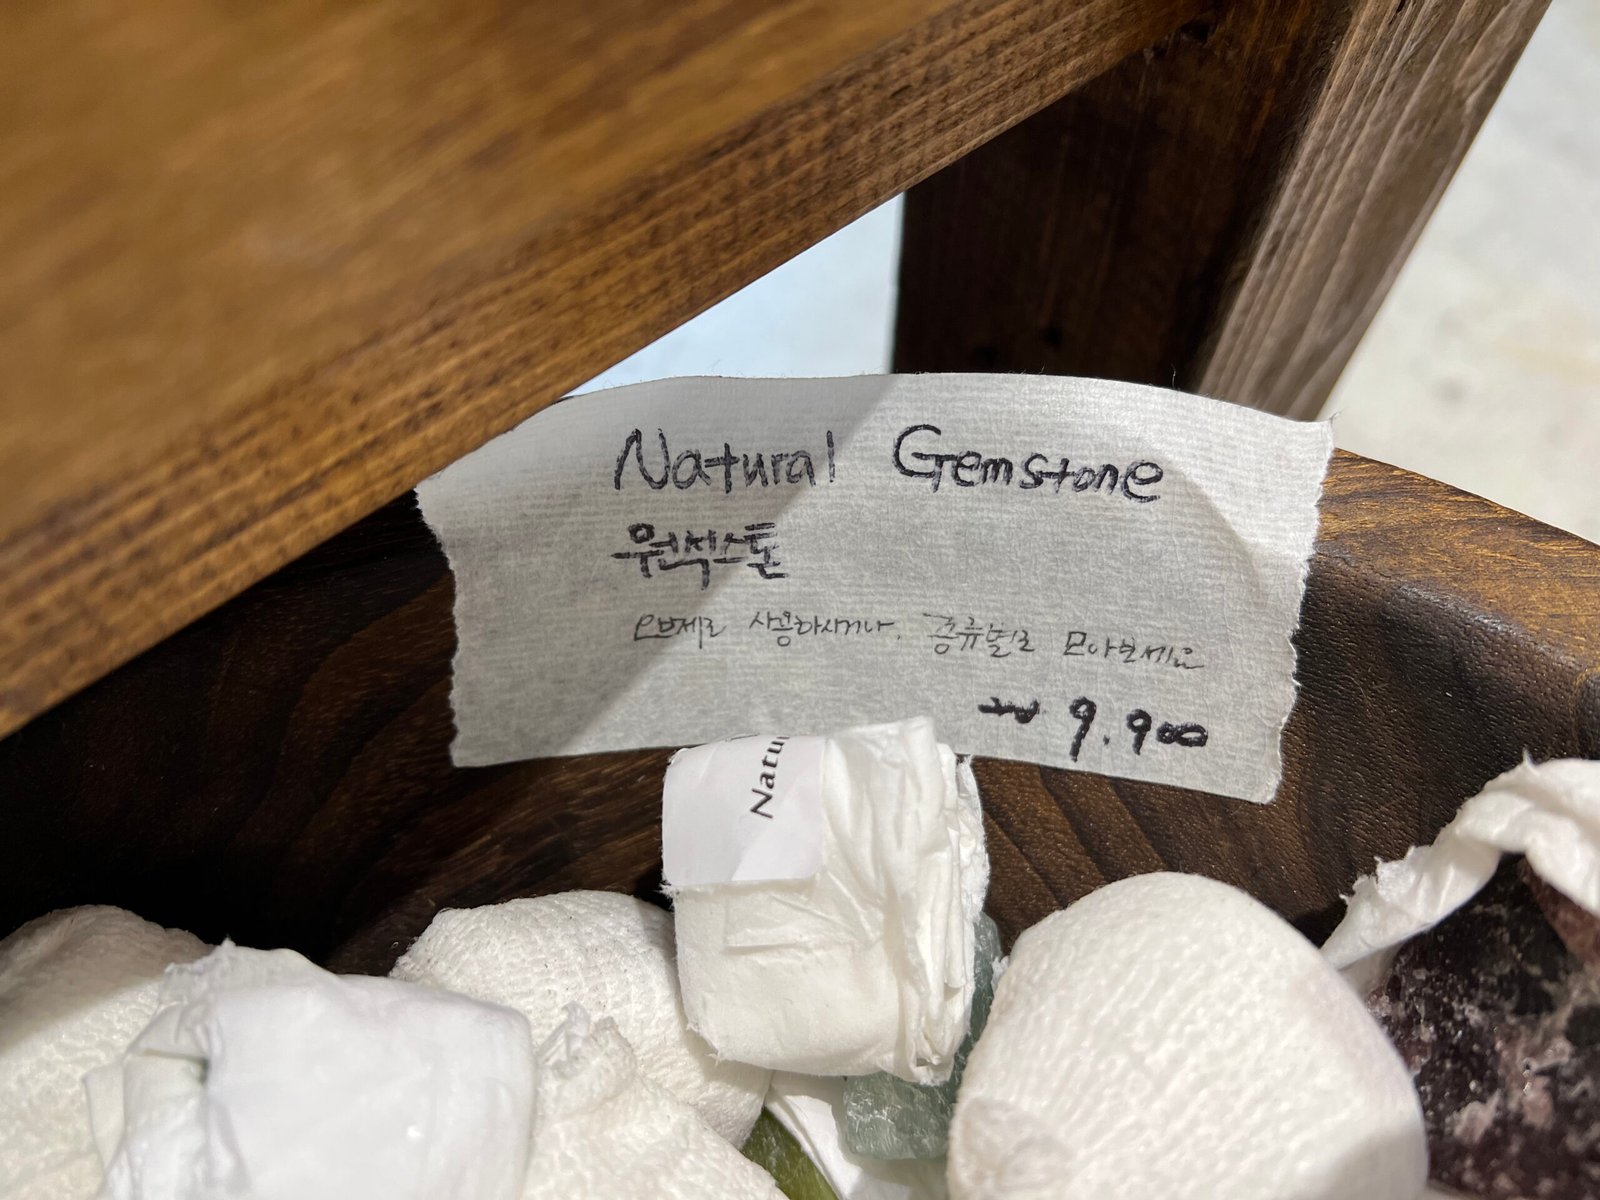 Natural Gemstone
원석스톤
오브제로 사용하시거나, 종류별로 모아보세요
₩ 9.900
Natu